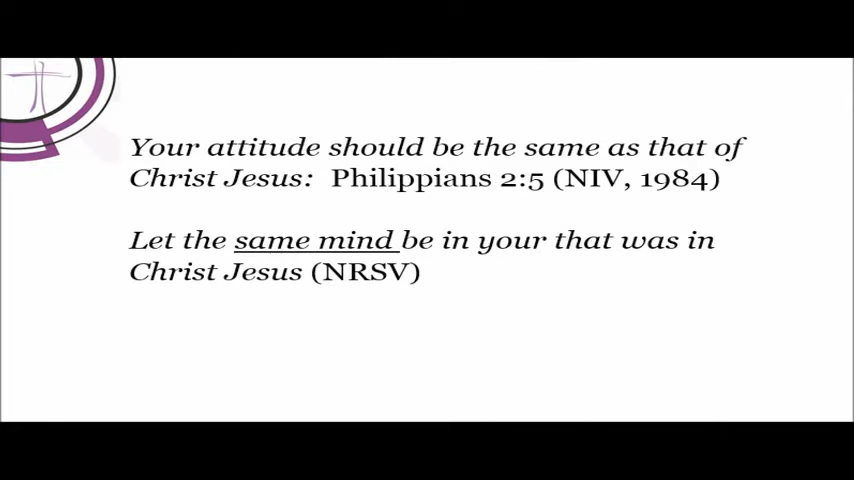 Your attitude should be the same as that of
Christ Jesus: Philippians 2:5 (NIV, 1984)
Let the same mind be in your that was in
Christ Jesus (NRSV)